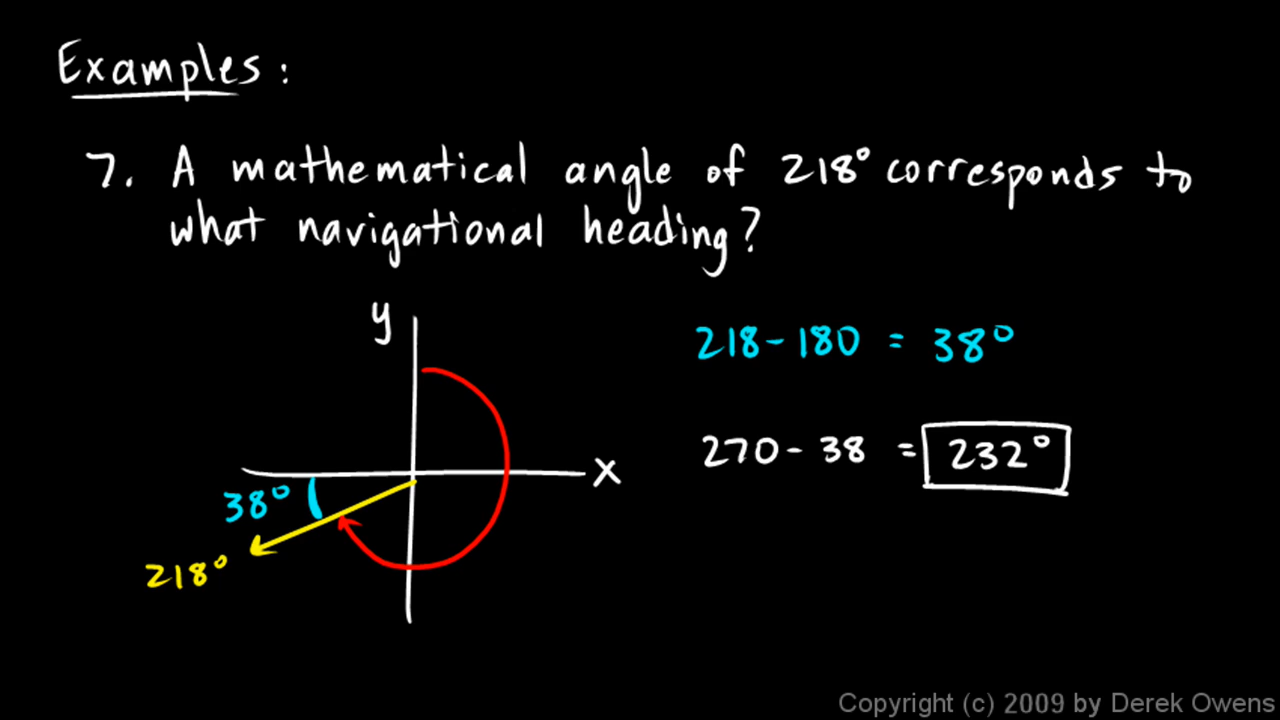 Examples:
7. A mathematical angle of 218° corresponds to
what navigational heading?
y
x
38°
218°
218 - 180 = 38°
270 - 38 = 232°
Copyright (c) 2009 by Derek Owens